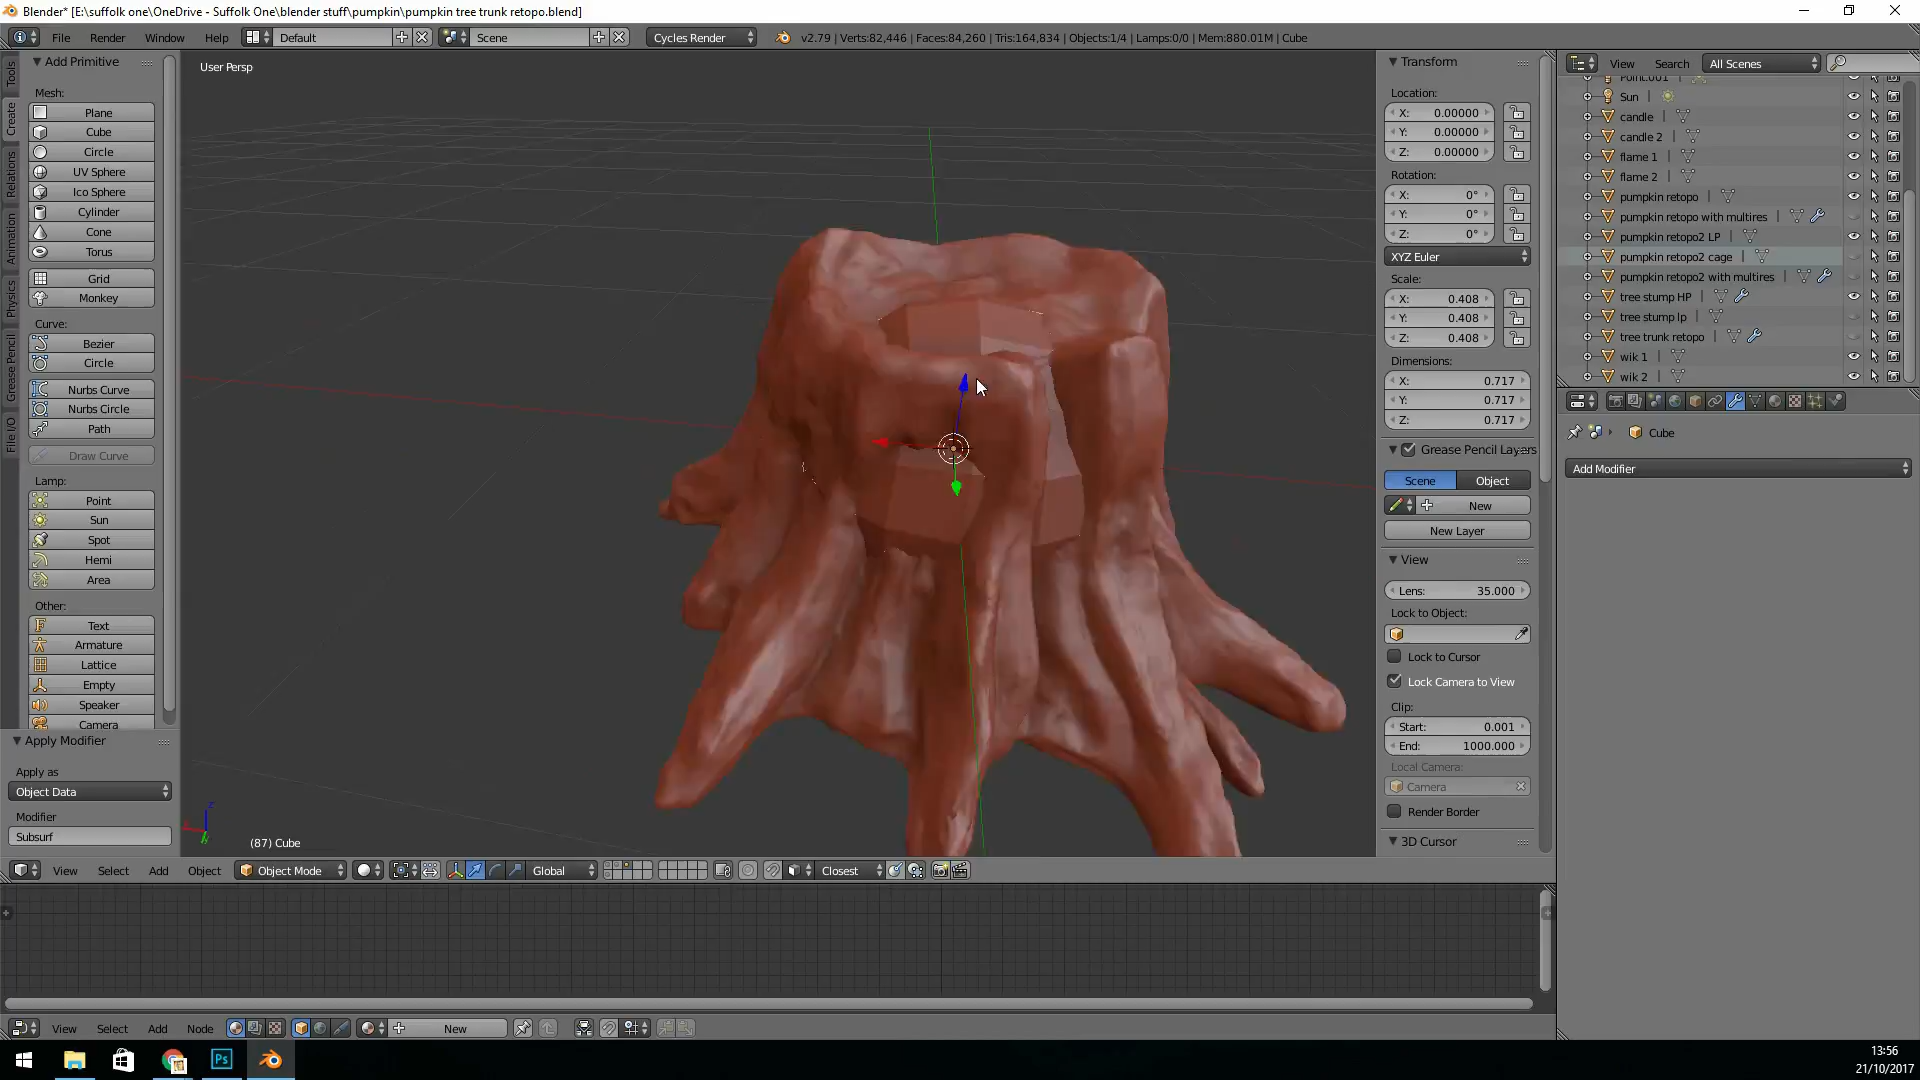 Blender* [E:\suffolk one\OneDrive - Suffolk One\blender stuff\pumpkin\pumpkin tree trunk retopo.blend]
File Render Window Help Default Scene Cycles Render v2.79 | Verts:82,446 | Faces:84,260 | Tris:164,834 | Objects:1/4 | Lamps:0/0 | Mem:880.01M | Cube
Tools
Create
Relations
Animation
Physics
Grease Pencil
File I/O
Add Primitive
Mesh:
Plane
Cube
Circle
UV Sphere
Ico Sphere
Cylinder
Cone
Torus
Grid
Monkey
Curve:
Bezier
Circle
Nurbs Curve
Nurbs Circle
Path
Draw Curve
Lamp:
Point
Sun
Spot
Hemi
Area
Other:
Text
Armature
Lattice
Empty
Speaker
Camera
Apply Modifier
Apply as
Object Data
Modifier
Subsurf
User Persp
(87) Cube
Transform
Location:
X: 0.00000
Y: 0.00000
Z: 0.00000
Rotation:
X: 0°
Y: 0°
Z: 0°
XYZ Euler
Scale:
X: 0.408
Y: 0.408
Z: 0.408
Dimensions:
X: 0.717
Y: 0.717
Z: 0.717
Grease Pencil Layers
Scene Object
New
New Layer
View
Lens: 35.000
Lock to Object:
Lock to Cursor
Lock Camera to View
Clip:
Start: 0.001
End: 1000.000
Local Camera:
Camera
Render Border
3D Cursor
View Search All Scenes
Point.001
Sun
candle
candle 2
flame 1
flame 2
pumpkin retopo
pumpkin retopo with multires
pumpkin retopo2 LP
pumpkin retopo2 cage
pumpkin retopo2 with multires
tree stump HP
tree stump lp
tree trunk retopo
wik 1
wik 2
Cube
Add Modifier
View Select Add Object Object Mode Global Closest
View Select Add Node New
Ps
13:56
21/10/2017